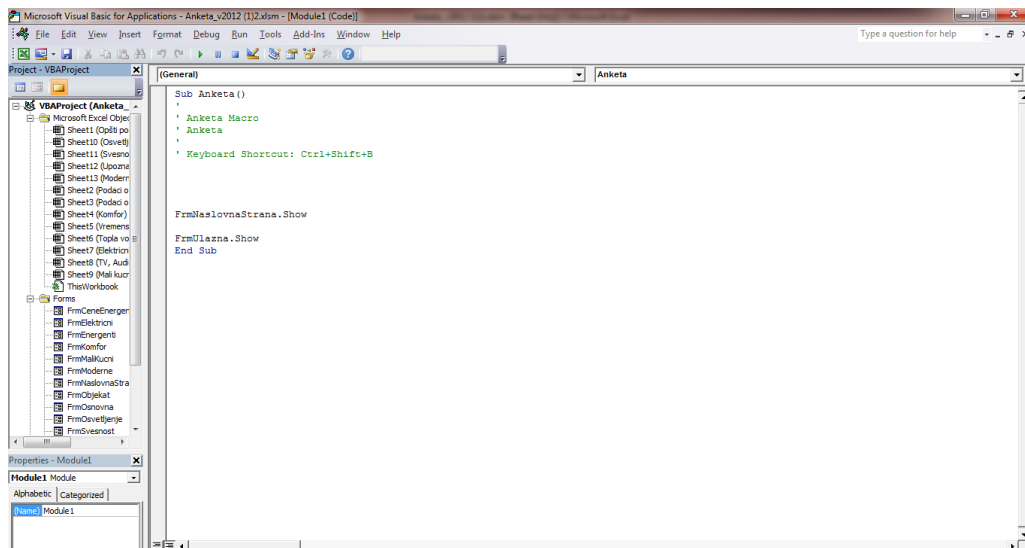 Microsoft Visual Basic for Applications - Anketa_v2012 (1)2.xlsm - [Module1 (Code)]
File Edit View Insert Format Debug Run Tools Add-Ins Window Help
Type a question for help
Project - VBAProject
VBAProject (Anketa_
Microsoft Excel Objec
Sheet1 (Opšti po
Sheet10 (Osvetlj
Sheet11 (Svesno
Sheet12 (Upozna
Sheet13 (Modern
Sheet2 (Podaci o
Sheet3 (Podaci o
Sheet4 (Komfor)
Sheet5 (Vremens
Sheet6 (Topla vo
Sheet7 (Elektricn
Sheet8 (TV, Audi
Sheet9 (Mali kucn
ThisWorkbook
Forms
FrmCeneEnergen
FrmElektricni
FrmEnergenti
FrmKomfor
FrmMaliKucni
FrmModerne
FrmNaslovnaStra
FrmObjekat
FrmOsnovna
FrmOsvetljenje
FrmSvesnost
Properties - Module1
Module1 Module
Alphabetic Categorized
(Name) Module1
(General) Anketa
Sub Anketa()
'
' Anketa Macro
' Anketa
'
' Keyboard Shortcut: Ctrl+Shift+B
FrmNaslovnaStrana.Show
FrmUlazna.Show
End Sub